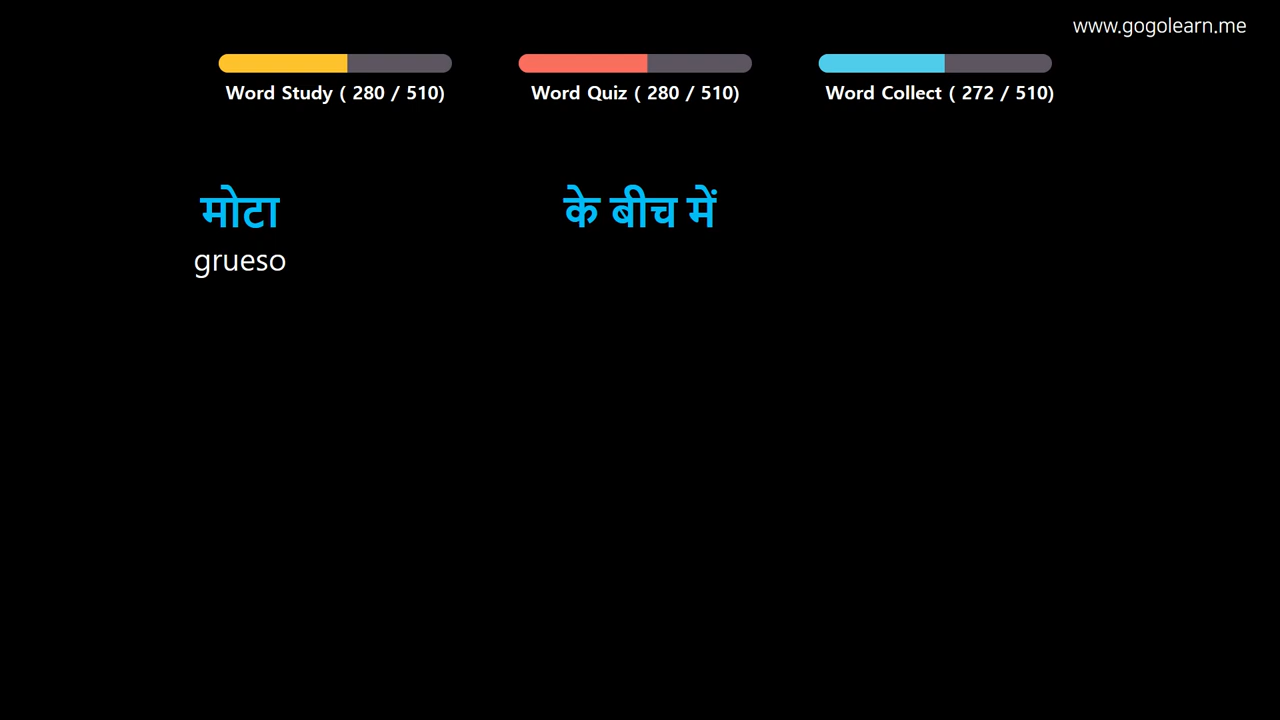 www.gogolearn.me
Word Study ( 280 / 510)
Word Quiz ( 280 / 510)
Word Collect ( 272 / 510)
मोटा
grueso
के बीच में